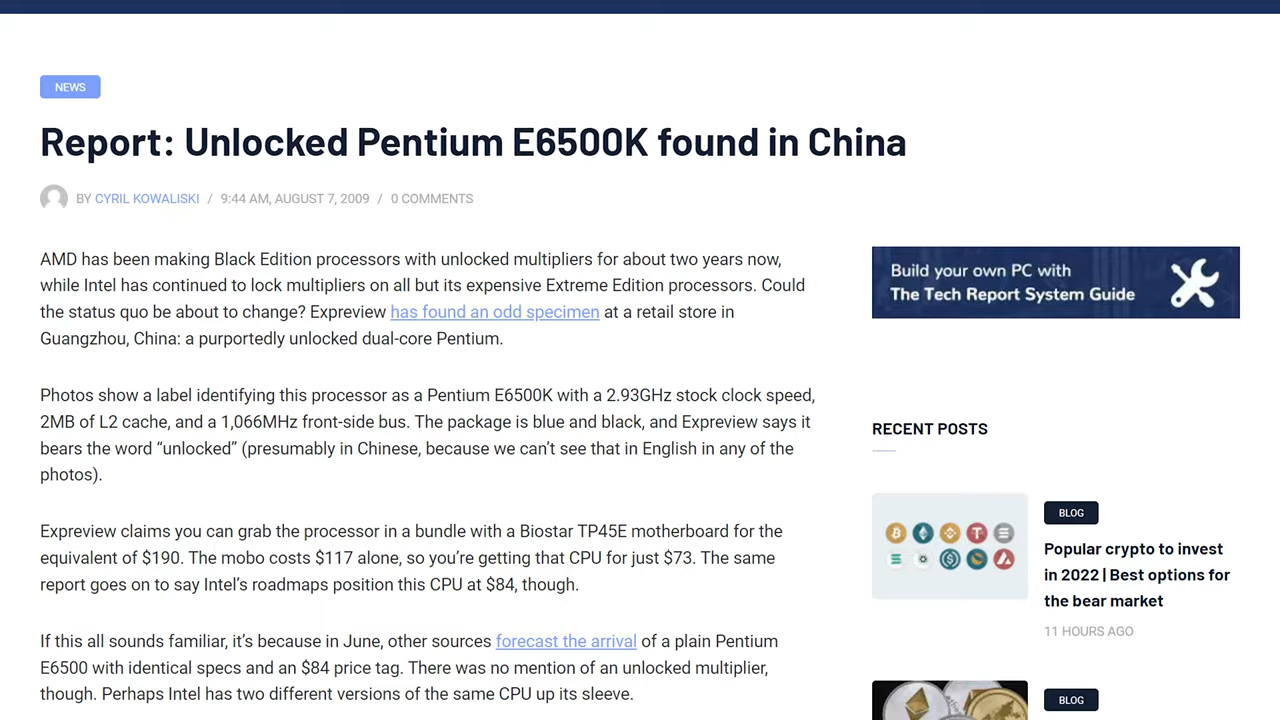 NEWS
Report: Unlocked Pentium E6500K found in China
BY CYRIL KOWALISKI / 9:44 AM, AUGUST 7, 2009 / 0 COMMENTS
AMD has been making Black Edition processors with unlocked multipliers for about two years now,
while Intel has continued to lock multipliers on all but its expensive Extreme Edition processors. Could
the status quo be about to change? Expreview has found an odd specimen at a retail store in
Guangzhou, China: a purportedly unlocked dual-core Pentium.
Photos show a label identifying this processor as a Pentium E6500K with a 2.93GHz stock clock speed,
2MB of L2 cache, and a 1,066MHz front-side bus. The package is blue and black, and Expreview says it
bears the word “unlocked” (presumably in Chinese, because we can’t see that in English in any of the
photos).
Expreview claims you can grab the processor in a bundle with a Biostar TP45E motherboard for the
equivalent of $190. The mobo costs $117 alone, so you’re getting that CPU for just $73. The same
report goes on to say Intel’s roadmaps position this CPU at $84, though.
If this all sounds familiar, it’s because in June, other sources forecast the arrival of a plain Pentium
E6500 with identical specs and an $84 price tag. There was no mention of an unlocked multiplier,
though. Perhaps Intel has two different versions of the same CPU up its sleeve.
Build your own PC with
The Tech Report System Guide
RECENT POSTS
BLOG
Popular crypto to invest
in 2022 | Best options for
the bear market
11 HOURS AGO
BLOG